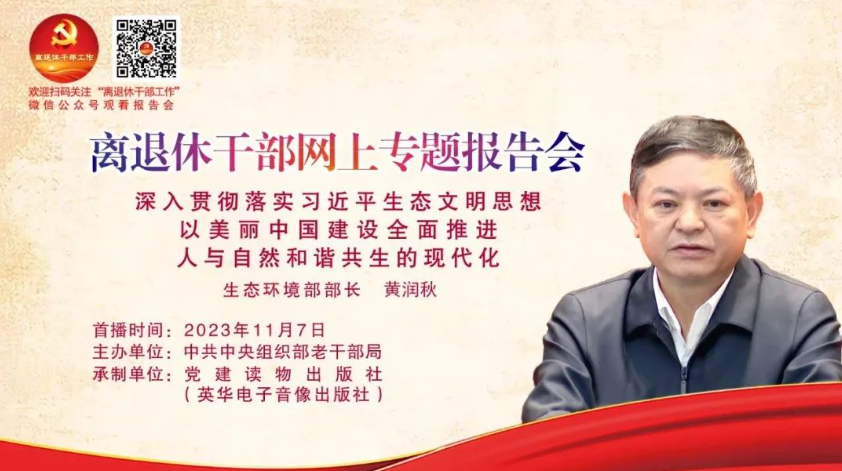 离退休干部工作
欢迎扫码关注 “离退休干部工作”
微信公众号观看报告会
离退休干部网上专题报告会
深入贯彻落实习近平生态文明思想
以美丽中国建设全面推进
人与自然和谐共生的现代化
生态环境部部长 黄润秋
首播时间：2023年11月7日
主办单位：中共中央组织部老干部局
承制单位：党建读物出版社
（英华电子音像出版社）